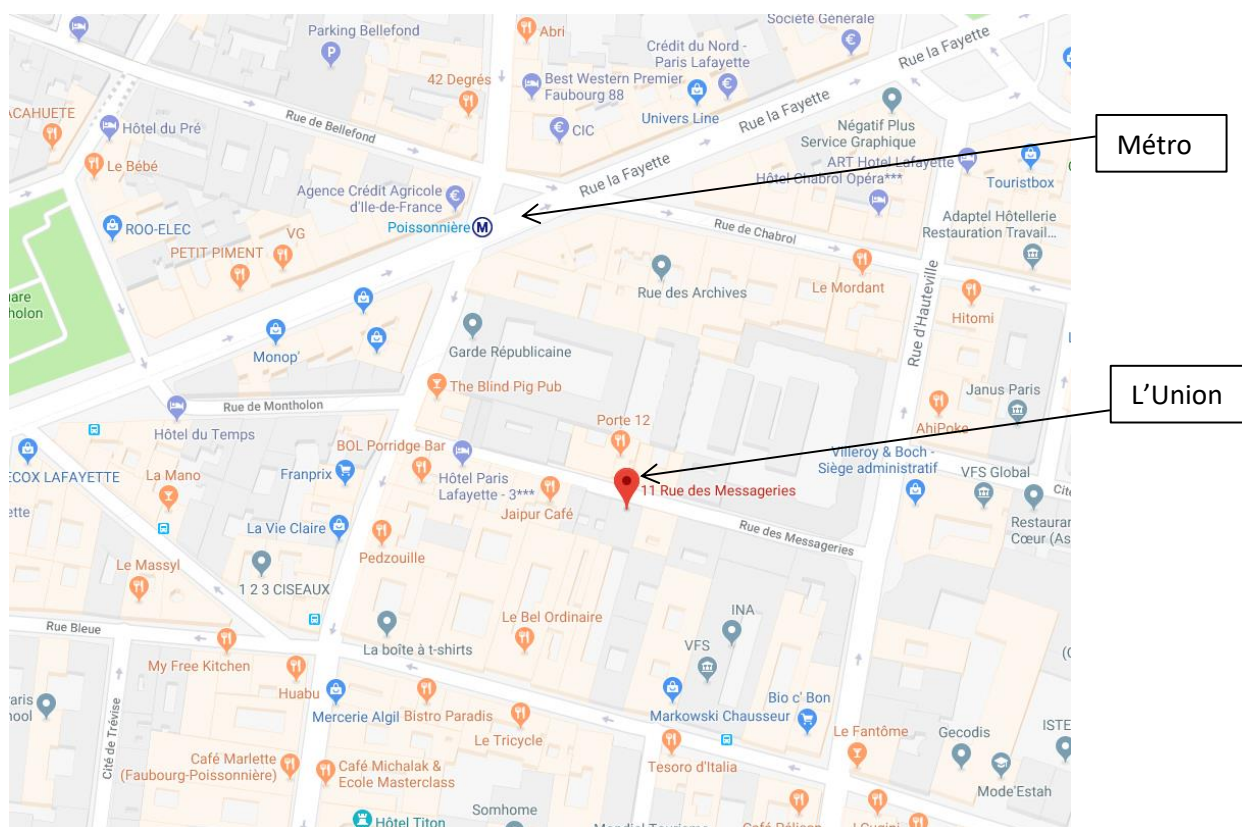 Parking Bellefond
Abri
Société Générale
Crédit du Nord -
Paris Lafayette
Rue la Fayette
42 Degrés
Best Western Premier
Faubourg 88
Univers Line
Rue la Fayette
Négatif Plus
Service Graphique
ACAHUETE
Hôtel du Pré
Rue de Bellefond
CIC
Métro
Le Bébé
Rue la Fayette
ART Hotel Lafayette
Hôtel Chabrol Opéra***
Touristbox
Agence Crédit Agricole
d'Ile-de-France
ROO-ELEC
Poissonnière M
VG
PETIT PIMENT
Rue de Chabrol
Adaptel Hôtellerie
Restauration Travail...
Rue des Archives
Le Mordant
Hitomi
uare
holon
Monop'
Garde Républicaine
Rue d'Hauteville
The Blind Pig Pub
Janus Paris
L'Union
Rue de Montholon
Hôtel du Temps
Porte 12
AhiPoke
BOL Porridge Bar
Villeroy & Boch -
Siège administratif
ECOX LAFAYETTE
La Mano
Franprix
Hôtel Paris
Lafayette - 3***
11 Rue des Messageries
VFS Global
Cité
Jaipur Café
ette
La Vie Claire
Rue des Messageries
Restaurar
Cœur (As
Pedzouille
Le Massyl
1 2 3 CISEAUX
Le Bel Ordinaire
INA
Rue Bleue
La boîte à t-shirts
VFS
My Free Kitchen
Huabu
Bio c' Bon
Paris
hool
Mercerie Algil
Bistro Paradis
Markowski Chausseur
Le Tricycle
Le Fantôme
Gecodis
ISTE
Cité de Trévise
Café Marlette
(Faubourg-Poissonnière)
Café Michalak &
Ecole Masterclass
Tesoro d'Italia
Mode'Estah
Somhome
Hôtel Titon